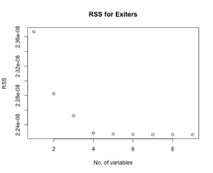 RSS for Exiters
RSS
2.36e-08
2.32e-08
2.28e-08
2.24e-08
2
4
6
8
No. of variables